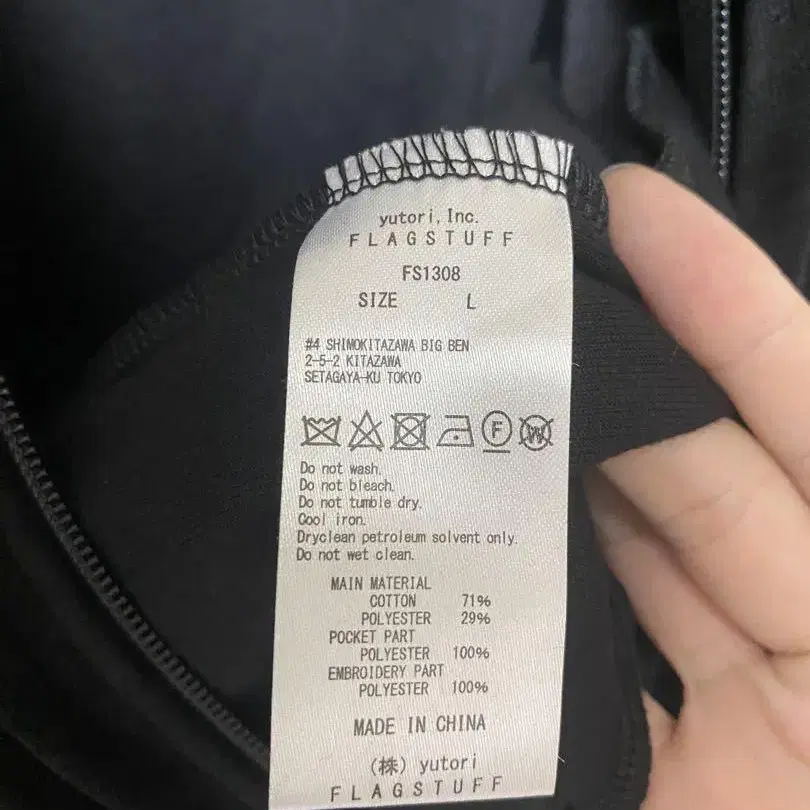 yutori, Inc.
FLAGSTUFF
FS1308
SIZE L
#4 SHIMOKITAZAWA BIG BEN
2-5-2 KITAZAWA
SETAGAYA-KU TOKYO
F W
Do not wash.
Do not bleach.
Do not tumble dry.
Cool iron.
Dryclean petroleum solvent only.
Do not wet clean.
MAIN MATERIAL
COTTON 71%
POLYESTER 29%
POCKET PART
POLYESTER 100%
EMBROIDERY PART
POLYESTER 100%
MADE IN CHINA
(株) yutori
FLAGSTUFF